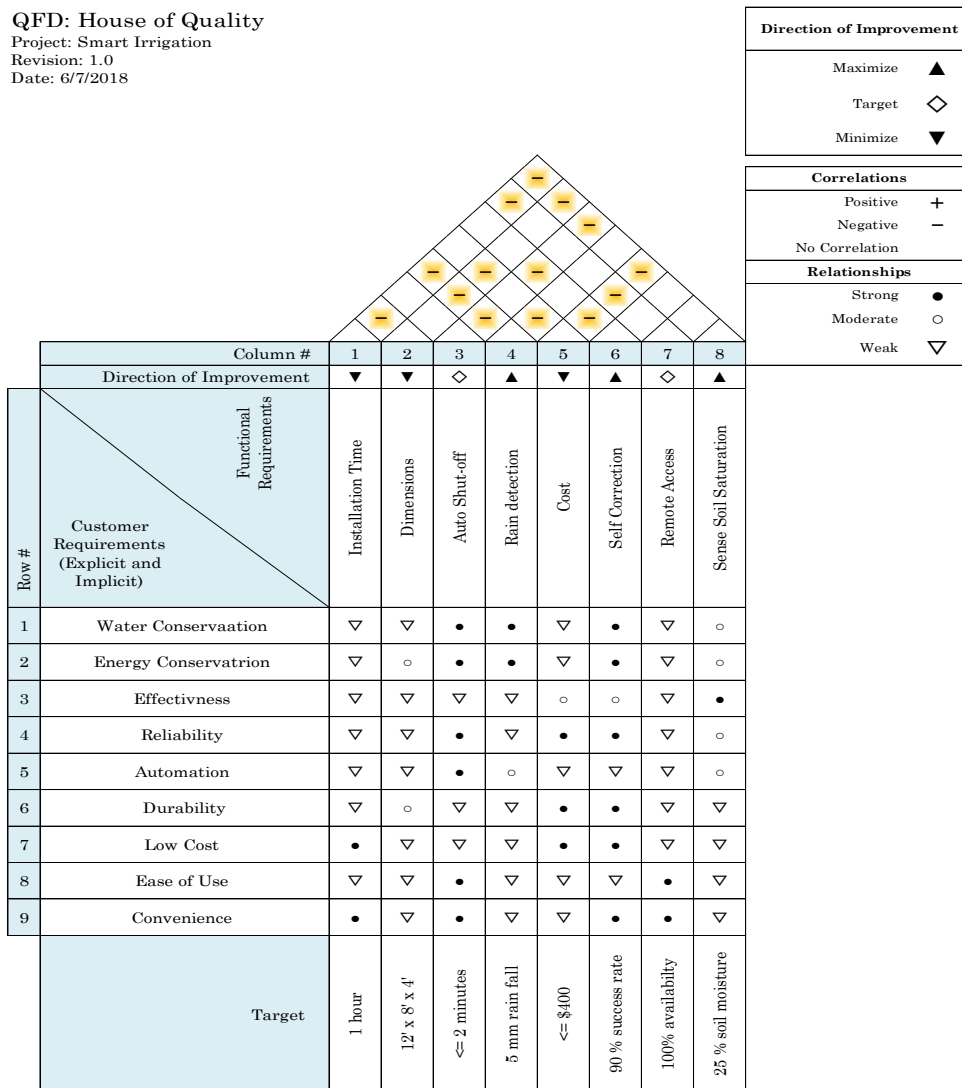 QFD: House of Quality
Project: Smart Irrigation
Revision: 1.0
Date: 6/7/2018
Direction of Improvement
Maximize ▲
Target ◇
Minimize ▼
Correlations
Positive +
Negative −
No Correlation
Relationships
Strong ●
Moderate ○
Weak ▽
−
− −
−
− − − −
− −
− − − −
Column # 1 2 3 4 5 6 7 8
Direction of Improvement ▼ ▼ ◇ ▲ ▼ ▲ ◇ ▲
Row #
Functional
Requirements
Customer
Requirements
(Explicit and
Implicit)
Installation Time
Dimensions
Auto Shut-off
Rain detection
Cost
Self Correction
Remote Access
Sense Soil Saturation
1 Water Conservaation ▽ ▽ ● ● ▽ ● ▽ ○
2 Energy Conservatrion ▽ ○ ● ● ▽ ● ▽ ○
3 Effectivness ▽ ▽ ▽ ▽ ○ ○ ▽ ●
4 Reliability ▽ ▽ ● ▽ ● ● ▽ ○
5 Automation ▽ ▽ ● ○ ▽ ▽ ▽ ○
6 Durability ▽ ○ ▽ ▽ ● ● ▽ ▽
7 Low Cost ● ▽ ▽ ▽ ● ● ▽ ▽
8 Ease of Use ▽ ▽ ● ▽ ▽ ▽ ● ▽
9 Convenience ● ▽ ● ▽ ▽ ● ● ▽
Target
1 hour
12' x 8' x 4'
<= 2 minutes
5 mm rain fall
<= $400
90 % success rate
100% availabilty
25 % soil moisture